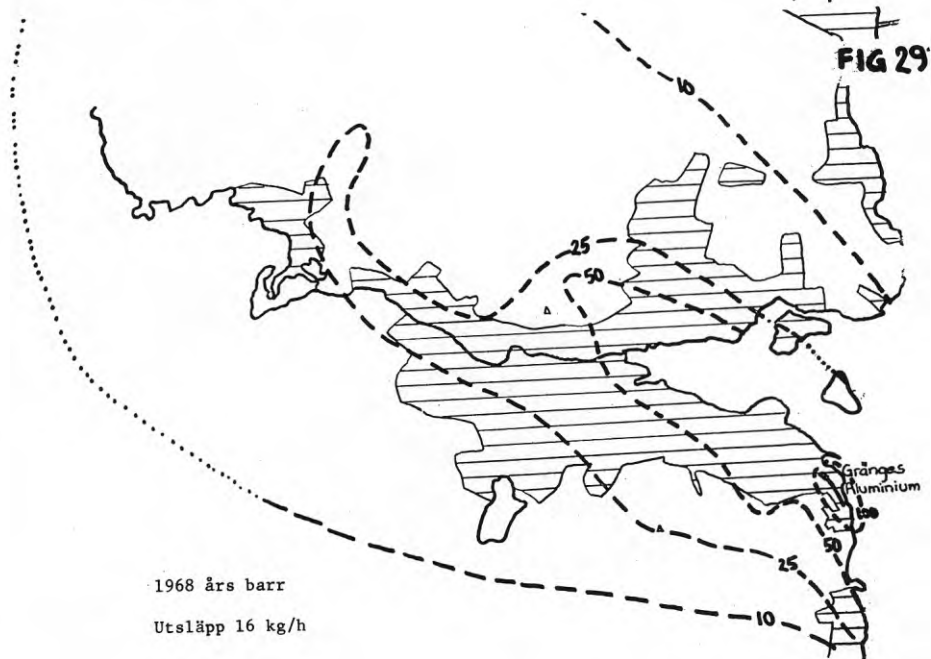 FIG 29
10
25
50
Gränges
Aluminium
100
50
25
10
1968 års barr
Utsläpp 16 kg/h